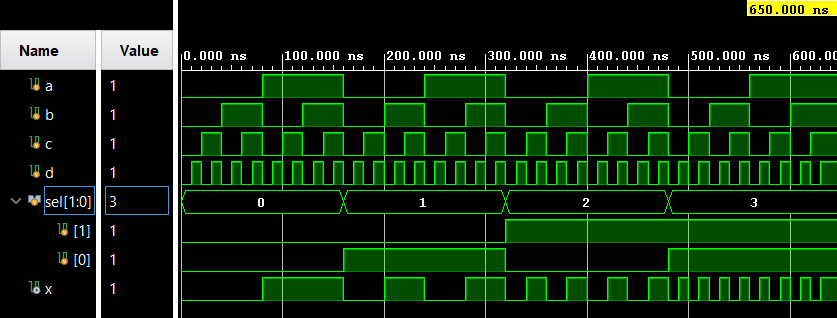 650.000 ns
Name Value
0.000 ns 100.000 ns 200.000 ns 300.000 ns 400.000 ns 500.000 ns 600.00
a 1
b 1
c 1
d 1
sel[1:0] 3 0 1 2 3
[1] 1
[0] 1
x 1